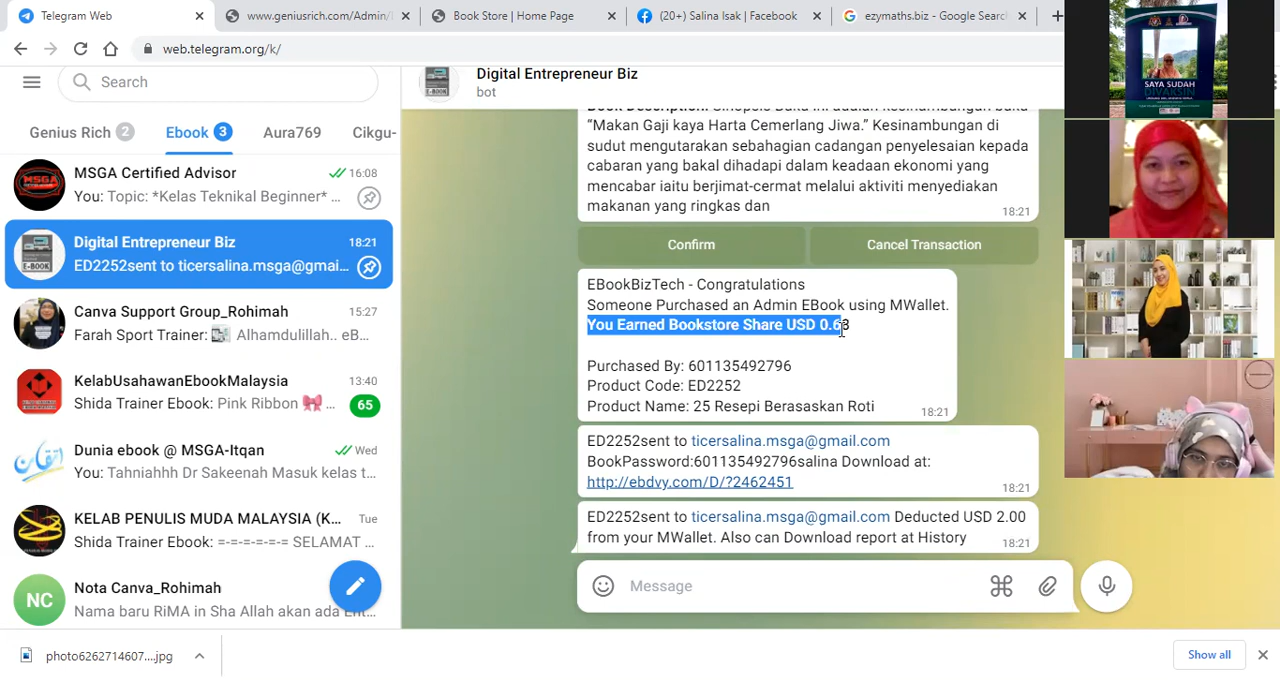 Telegram Web
www.geniusrich.com/Admin/
Book Store | Home Page
(20+) Salina Isak | Facebook
ezymaths.biz - Google Search
web.telegram.org/k/
Search
Genius Rich 2
Ebook 3
Aura769
Cikgu-
MSGA Certified Advisor
16:08
You: Topic: *Kelas Teknikal Beginner* ...
Digital Entrepreneur Biz
18:21
ED2252sent to ticersalina.msga@gmai...
Canva Support Group_Rohimah
15:27
Farah Sport Trainer: Alhamdulillah.. eB...
KelabUsahawanEbookMalaysia
13:40
Shida Trainer Ebook: Pink Ribbon ...
65
Dunia ebook @ MSGA-Itqan
Wed
You: Tahniahhh Dr Sakeenah Masuk kelas t...
KELAB PENULIS MUDA MALAYSIA (K...
Tue
Shida Trainer Ebook: =-=-=-=-=-= SELAMAT ...
NC
Nota Canva_Rohimah
Nama baru RiMA in Sha Allah akan ada Ent...
Digital Entrepreneur Biz
bot
Book Description: Sinopsis Buku ini adalah kesinambungan buku
“Makan Gaji kaya Harta Cemerlang Jiwa.” Kesinambungan di
sudut mengutarakan sebahagian cadangan penyelesaian kepada
cabaran yang bakal dihadapi dalam keadaan ekonomi yang
mencabar iaitu berjimat-cermat melalui aktiviti menyediakan
makanan yang ringkas dan
18:21
Confirm
Cancel Transaction
EBookBizTech - Congratulations
Someone Purchased an Admin EBook using MWallet.
You Earned Bookstore Share USD 0.63
Purchased By: 601135492796
Product Code: ED2252
Product Name: 25 Resepi Berasaskan Roti
18:21
ED2252sent to ticersalina.msga@gmail.com
BookPassword:601135492796salina Download at:
http://ebdvy.com/D/?2462451
18:21
ED2252sent to ticersalina.msga@gmail.com Deducted USD 2.00
from your MWallet. Also can Download report at History
18:21
Message
SAYA SUDAH
DIVAKSIN
photo6262714607....jpg
Show all